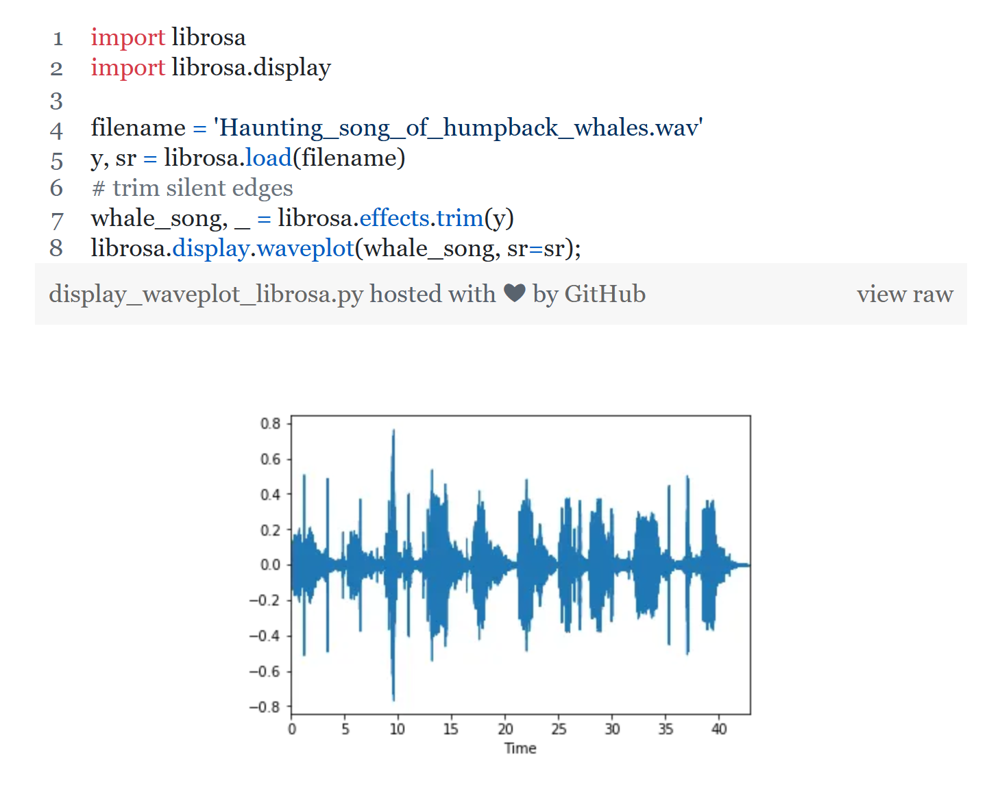 1 import librosa
2 import librosa.display
3
4 filename = 'Haunting_song_of_humpback_whales.wav'
5 y, sr = librosa.load(filename)
6 # trim silent edges
7 whale_song, _ = librosa.effects.trim(y)
8 librosa.display.waveplot(whale_song, sr=sr);
display_waveplot_librosa.py hosted with ❤ by GitHub view raw
0.8
0.6
0.4
0.2
0.0
−0.2
−0.4
−0.6
−0.8
0 5 10 15 20 25 30 35 40
Time